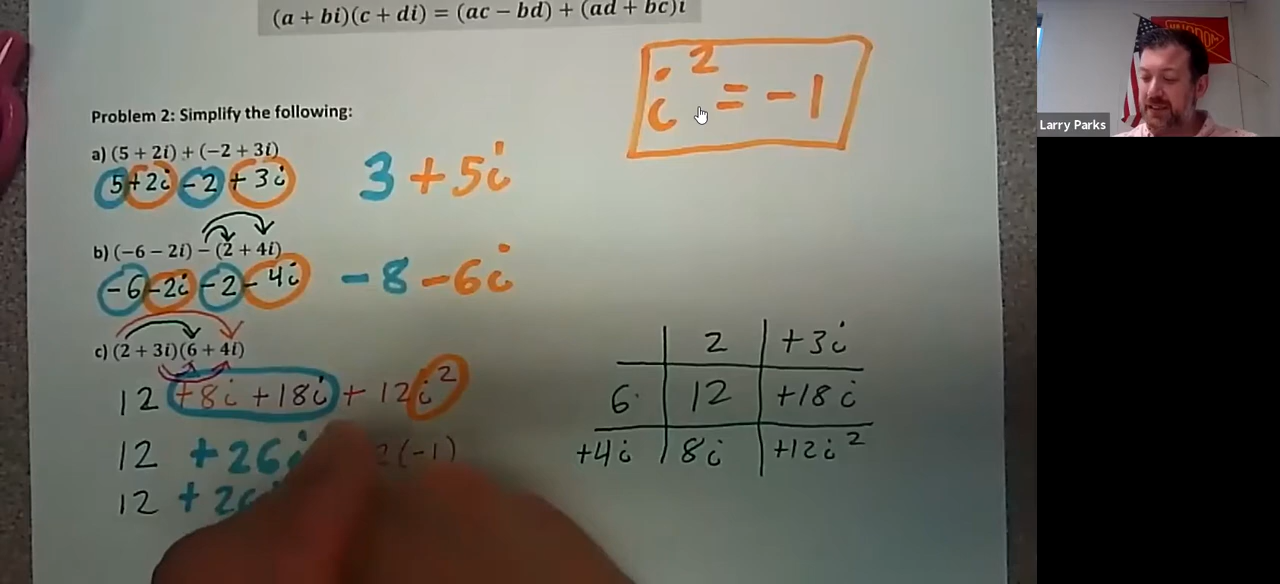 (a + bi)(c + di) = (ac − bd) + (ad + bc)i
i² = -1
Problem 2: Simplify the following:
a) (5 + 2i) + (−2 + 3i)
5+2i -2 + 3i 3 + 5i
b) (−6 − 2i) − (2 + 4i)
-6 -2i -2 - 4i -8 -6i
c) (2 + 3i)(6 + 4i)
12 +8i +18i + 12i²
12 +26i 2(-1)
12 +26
2 +3i
6 12 +18i
+4i 8i +12i²
Larry Parks